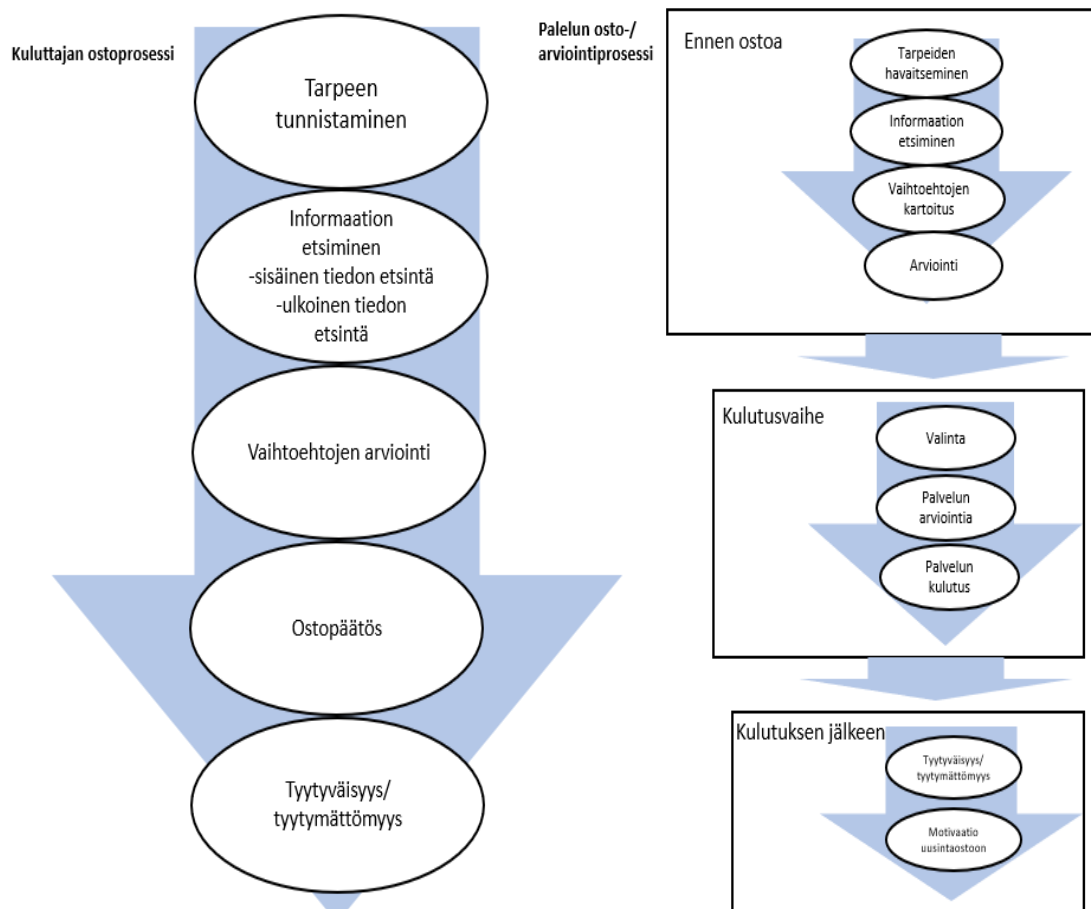 Kuluttajan ostoprosessi
Tarpeen
tunnistaminen
Informaation
etsiminen
-sisäinen tiedon etsintä
-ulkoinen tiedon
etsintä
Vaihtoehtojen arviointi
Ostopäätös
Tyytyväisyys/
tyytymättömyys
Palelun osto-/
arviointiprosessi
Ennen ostoa
Tarpeiden
havaitseminen
Informaation
etsiminen
Vaihtoehtojen
kartoitus
Arviointi
Kulutusvaihe
Valinta
Palvelun
arviointia
Palvelun
kulutus
Kulutuksen jälkeen
Tyytyväisyys/
tyytymättömyys
Motivaatio
uusintaostoon